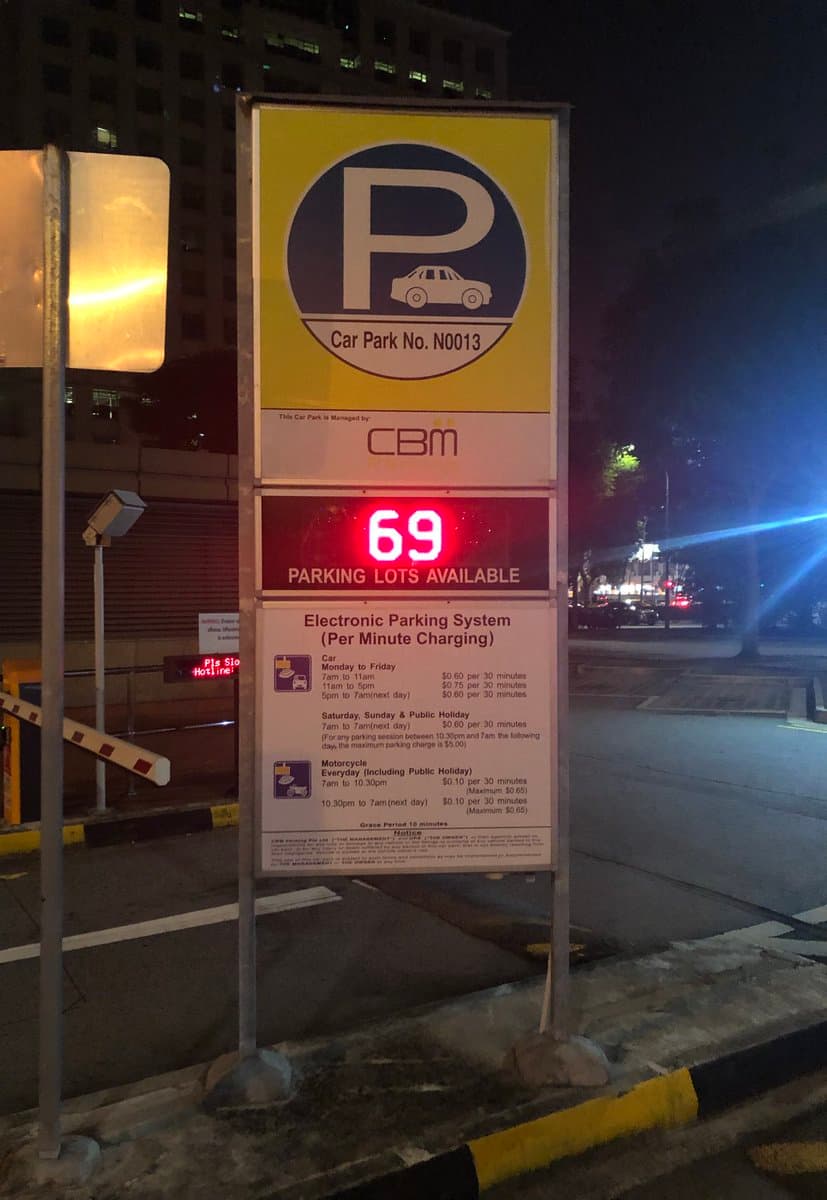 P
Car Park No. N0013
This Car Park is Managed by:
CBM
69
PARKING LOTS AVAILABLE
Electronic Parking System
(Per Minute Charging)
Car
Monday to Friday
7am to 11am $0.60 per 30 minutes
11am to 5pm $0.75 per 30 minutes
5pm to 7am(next day) $0.60 per 30 minutes
Saturday, Sunday & Public Holiday
7am to 7am(next day) $0.60 per 30 minutes
(For any parking session between 10.30pm and 7am the following
day, the maximum parking charge is $5.00)
Motorcycle
Everyday (Including Public Holiday)
7am to 10.30pm $0.10 per 30 minutes
(Maximum $0.65)
10.30pm to 7am(next day) $0.10 per 30 minutes
(Maximum $0.65)
Grace Period 10 minutes
Notice
Pls Slo
Hotline